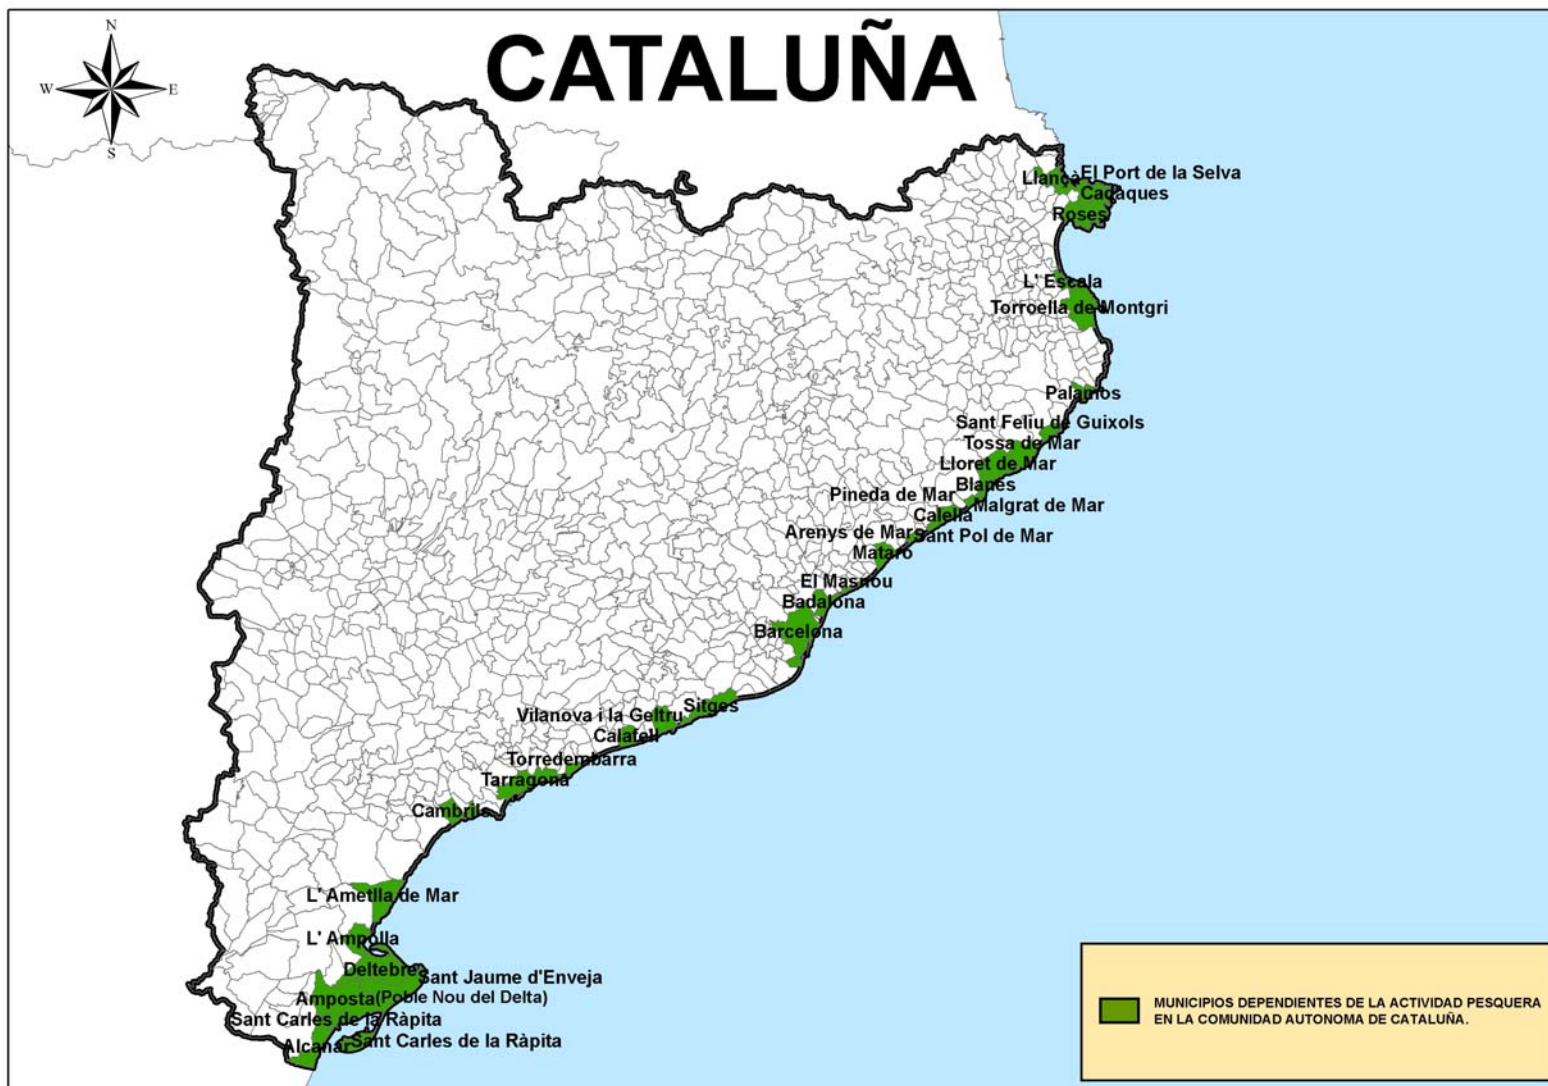 CATALUÑA
N
W
E
S
El Port de la Selva
Llançà
Cadaques
Roses
L' Escala
Torroella de Montgri
Palamos
Sant Feliu de Guixols
Tossa de Mar
Lloret de Mar
Blanes
Pineda de Mar
Malgrat de Mar
Calella
Arenys de Mar
Sant Pol de Mar
Mataro
El Masnou
Badalona
Barcelona
Sitges
Vilanova i la Geltru
Calafell
Torredembarra
Tarragona
Cambrils
L' Ametlla de Mar
L' Ampolla
Deltebre
Sant Jaume d'Enveja
Amposta(Poble Nou del Delta)
Sant Carles de la Ràpita
Sant Carles de la Ràpita
Alcanar
MUNICIPIOS DEPENDIENTES DE LA ACTIVIDAD PESQUERA
EN LA COMUNIDAD AUTONOMA DE CATALUÑA.